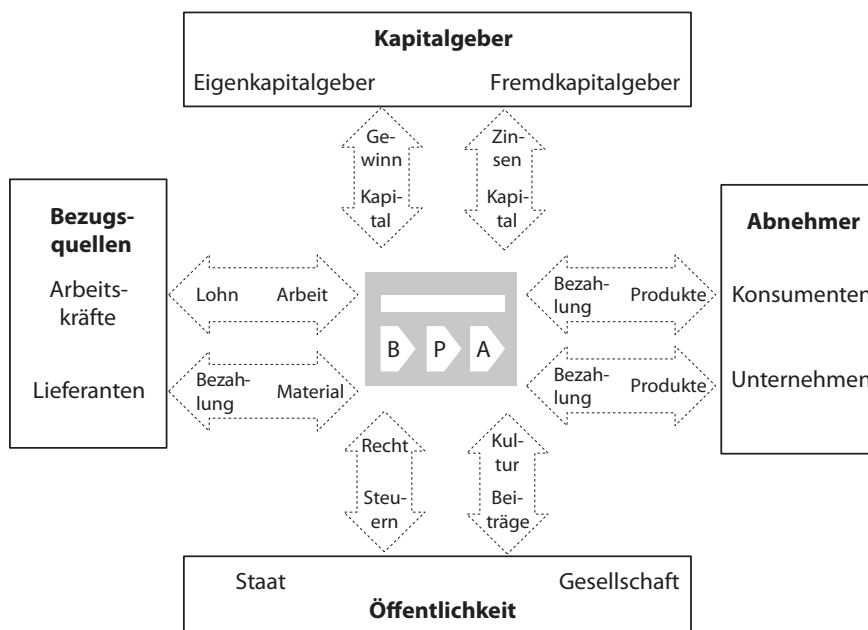 Kapitalgeber
Eigenkapitalgeber Fremdkapitalgeber
Ge-
winn
Kapi-
tal
Zin-
sen
Kapi-
tal
Bezugs-
quellen
Arbeits-
kräfte
Lieferanten
Lohn Arbeit
Bezah-
lung
Material
B P A
Bezah-
lung
Produkte
Bezah-
lung
Produkte
Abnehmer
Konsumenten
Unternehmen
Recht
Steu-
ern
Kul-
tur
Bei-
träge
Staat Gesellschaft
Öffentlichkeit